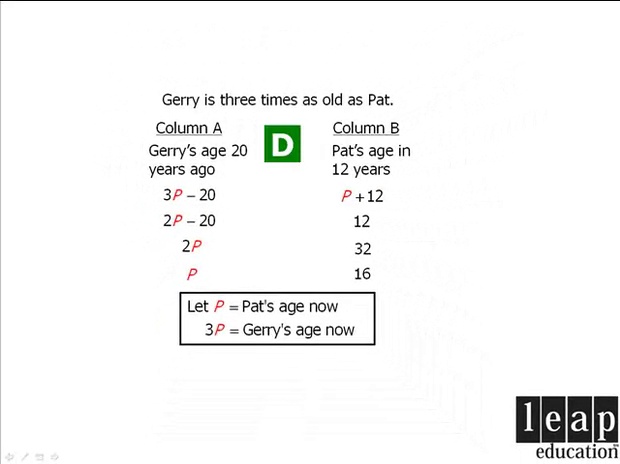 Gerry is three times as old as Pat.
Column A
Column B
D
Gerry's age 20
years ago
Pat's age in
12 years
3P – 20
P + 12
2P – 20
12
2P
32
P
16
Let P = Pat's age now
3P = Gerry's age now
leap
education